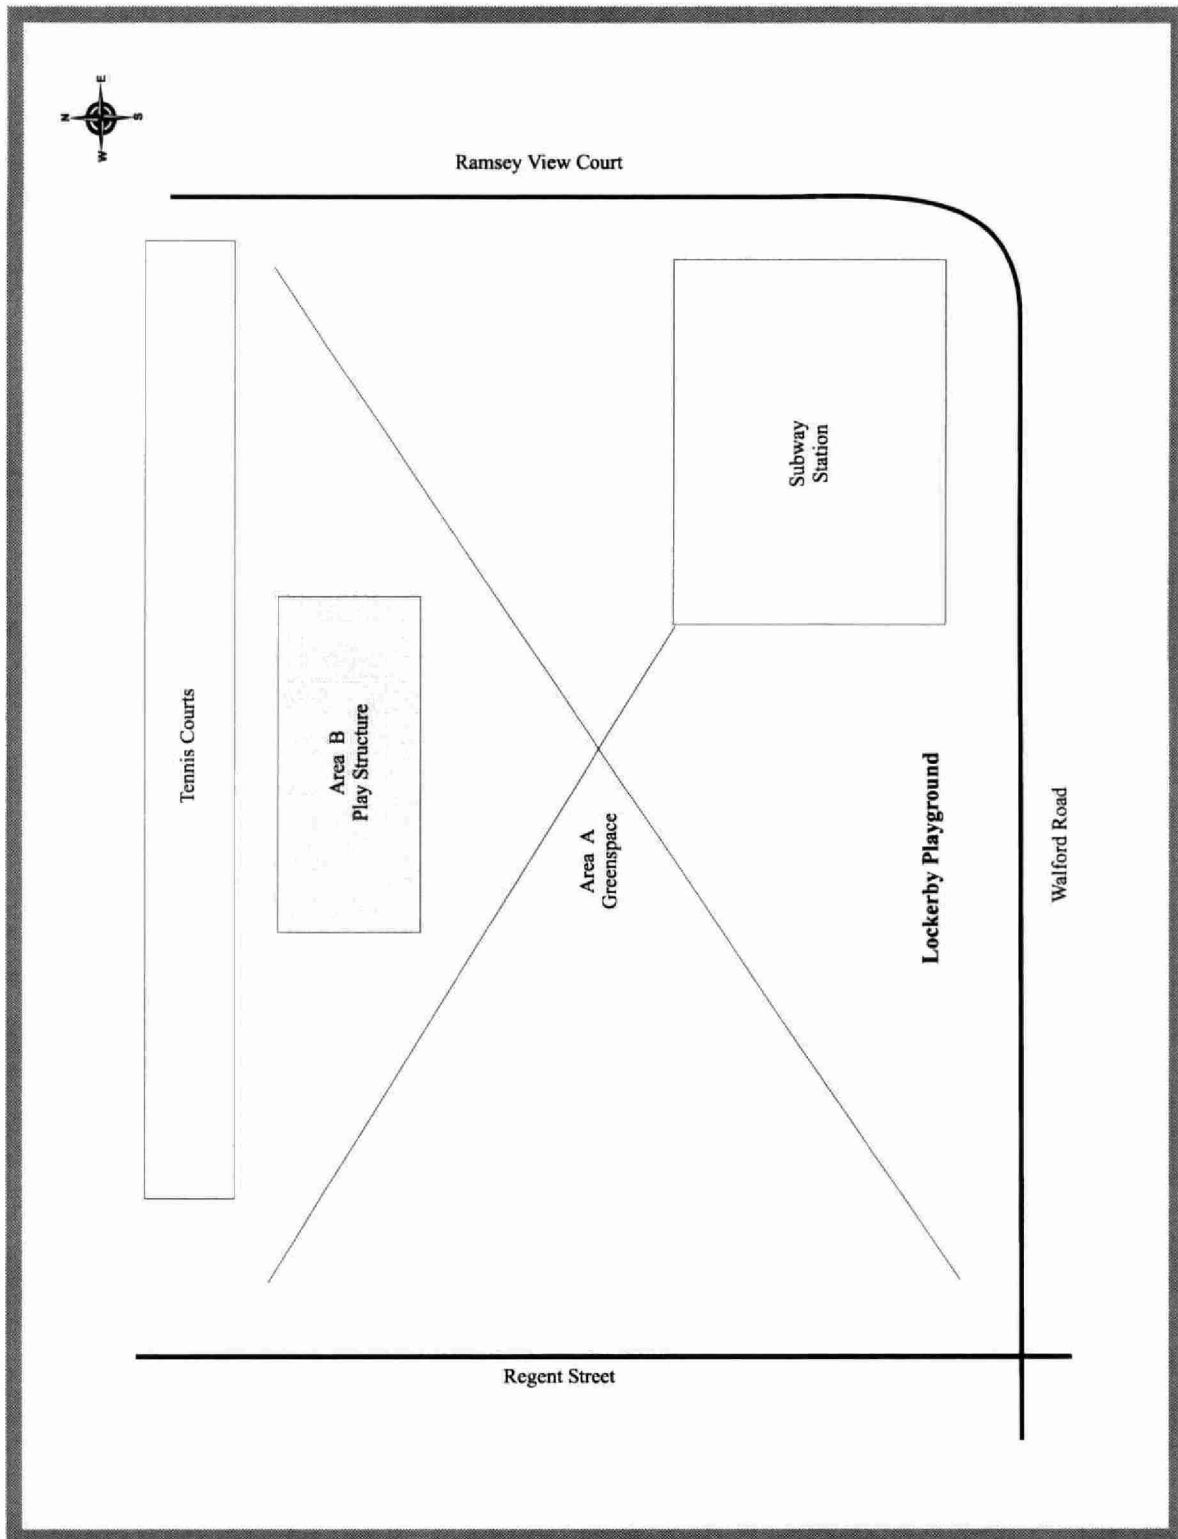 N
E
S
W
Ramsey View Court
Tennis Courts
Area B
Play Structure
Area A
Greenspace
Subway
Station
Lockerby Playground
Walford Road
Regent Street